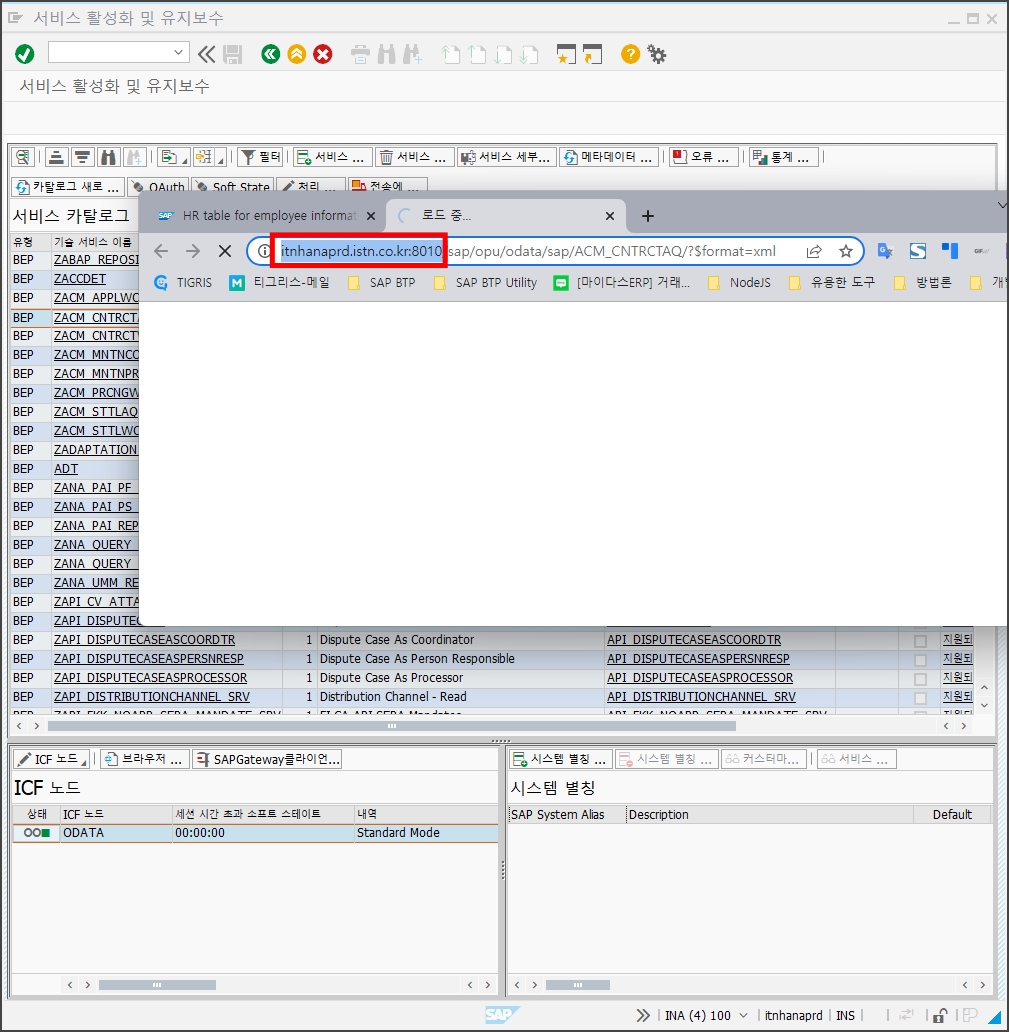 서비스 활성화 및 유지보수
서비스 활성화 및 유지보수
필터 서비스 ... 서비스 ... 서비스 세부... 메타데이터 ... 오류 ... 통계 ...
카탈로그 새로 ... OAuth Soft State 처리 ... 전송에 ...
서비스 카탈로그
HR table for employee informat
로드 중...
itnhanaprd.istn.co.kr:8010/sap/opu/odata/sap/ACM_CNTRCTAQ/?$format=xml
TIGRIS 티그리스-메일 SAP BTP SAP BTP Utility [마이다스ERP] 거래... NodeJS 유용한 도구 방법론
유형 기술 서비스 이름
BEP ZABAP_REPOSI
BEP ZACCDET
BEP ZACM_APPLWC
BEP ZACM_CNTRCT
BEP ZACM_CNTRCT
BEP ZACM_MNTNCO
BEP ZACM_MNTNPR
BEP ZACM_PRCNGW
BEP ZACM_STTLAQ
BEP ZACM_STTLWC
BEP ZADAPTATION
BEP ADT
BEP ZANA_PAI_PF
BEP ZANA_PAI_PS
BEP ZANA_PAI_REP
BEP ZANA_QUERY
BEP ZANA_QUERY
BEP ZANA_UMM_RE
BEP ZAPI_CV_ATTA
BEP ZAPI_DISPUTEC
BEP ZAPI_DISPUTECASEASCOORDTR 1 Dispute Case As Coordinator API_DISPUTECASEASCOORDTR 지원되
BEP ZAPI_DISPUTECASEASPERSNRESP 1 Dispute Case As Person Responsible API_DISPUTECASEASPERSNRESP 지원되
BEP ZAPI_DISPUTECASEASPROCESSOR 1 Dispute Case As Processor API_DISPUTECASEASPROCESSOR 지원되
BEP ZAPI_DISTRIBUTIONCHANNEL_SRV 1 Distribution Channel - Read API_DISTRIBUTIONCHANNEL_SRV 지원되
ICF 노드 브라우저 ... SAPGateway클라이언...
ICF 노드
상태 ICF 노드 세션 시간 초과 소프트 스테이트 내역
ODATA 00:00:00 Standard Mode
시스템 별칭 ... 시스템 별칭 ... 커스터마... 서비스 ...
시스템 별칭
SAP System Alias Description Default
SAP
INA (4) 100 itnhanaprd INS